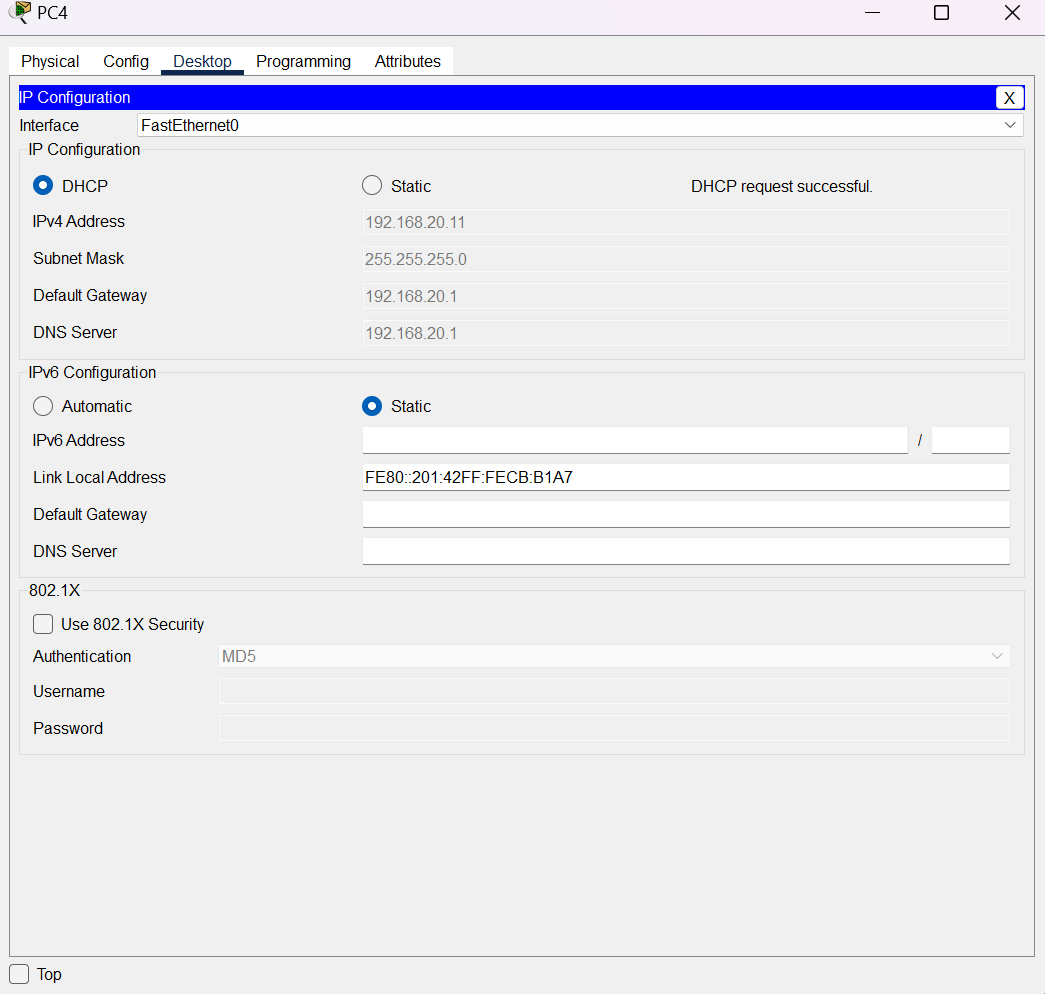 PC4
Physical Config Desktop Programming Attributes
IP Configuration X
Interface FastEthernet0
IP Configuration
DHCP Static DHCP request successful.
IPv4 Address 192.168.20.11
Subnet Mask 255.255.255.0
Default Gateway 192.168.20.1
DNS Server 192.168.20.1
IPv6 Configuration
Automatic Static
IPv6 Address /
Link Local Address FE80::201:42FF:FECB:B1A7
Default Gateway
DNS Server
802.1X
Use 802.1X Security
Authentication MD5
Username
Password
Top